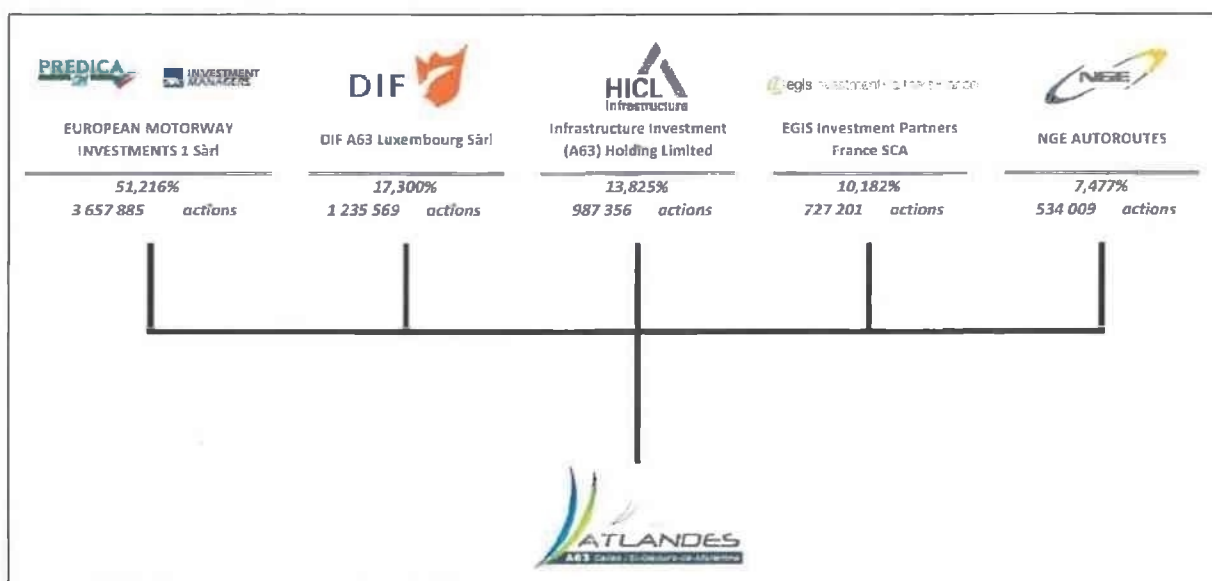 PREDICA
INVESTMENT
MANAGERS
EUROPEAN MOTORWAY
INVESTMENTS 1 Sàrl
51,216%
3 657 885 actions
DIF
DIF A63 Luxembourg Sàrl
17,300%
1 235 569 actions
HICL
Infrastructure
Infrastructure Investment
(A63) Holding Limited
13,825%
987 356 actions
egis
EGIS Investment Partners
France SCA
10,182%
727 201 actions
NGE
NGE AUTOROUTES
7,477%
534 009 actions
ATLANDES
A63